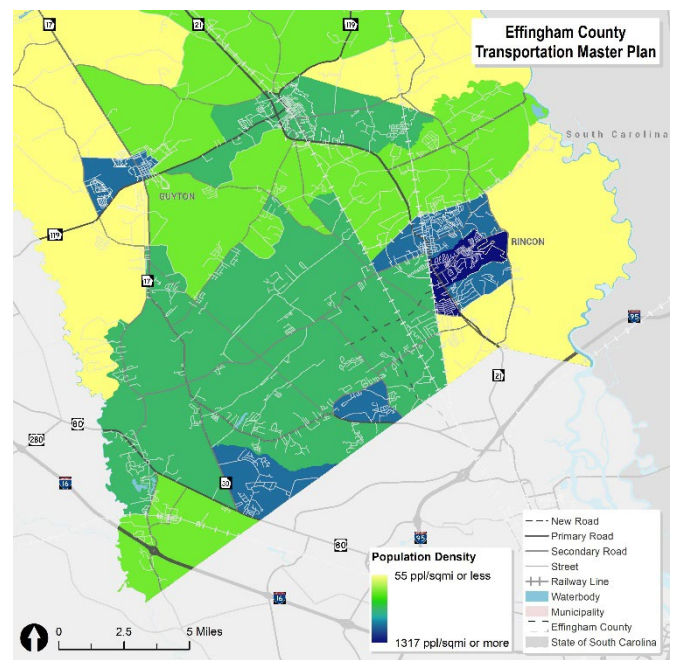 17
21
119
Effingham County
Transportation Master Plan
South Carolina
GUYTON
119
RINCON
17
95
21
80
280
16
30
80
95
16
Population Density
55 ppl/sqmi or less
1317 ppl/sqmi or more
New Road
Primary Road
Secondary Road
Street
Railway Line
Waterbody
Municipality
Effingham County
State of South Carolina
0 2.5 5 Miles